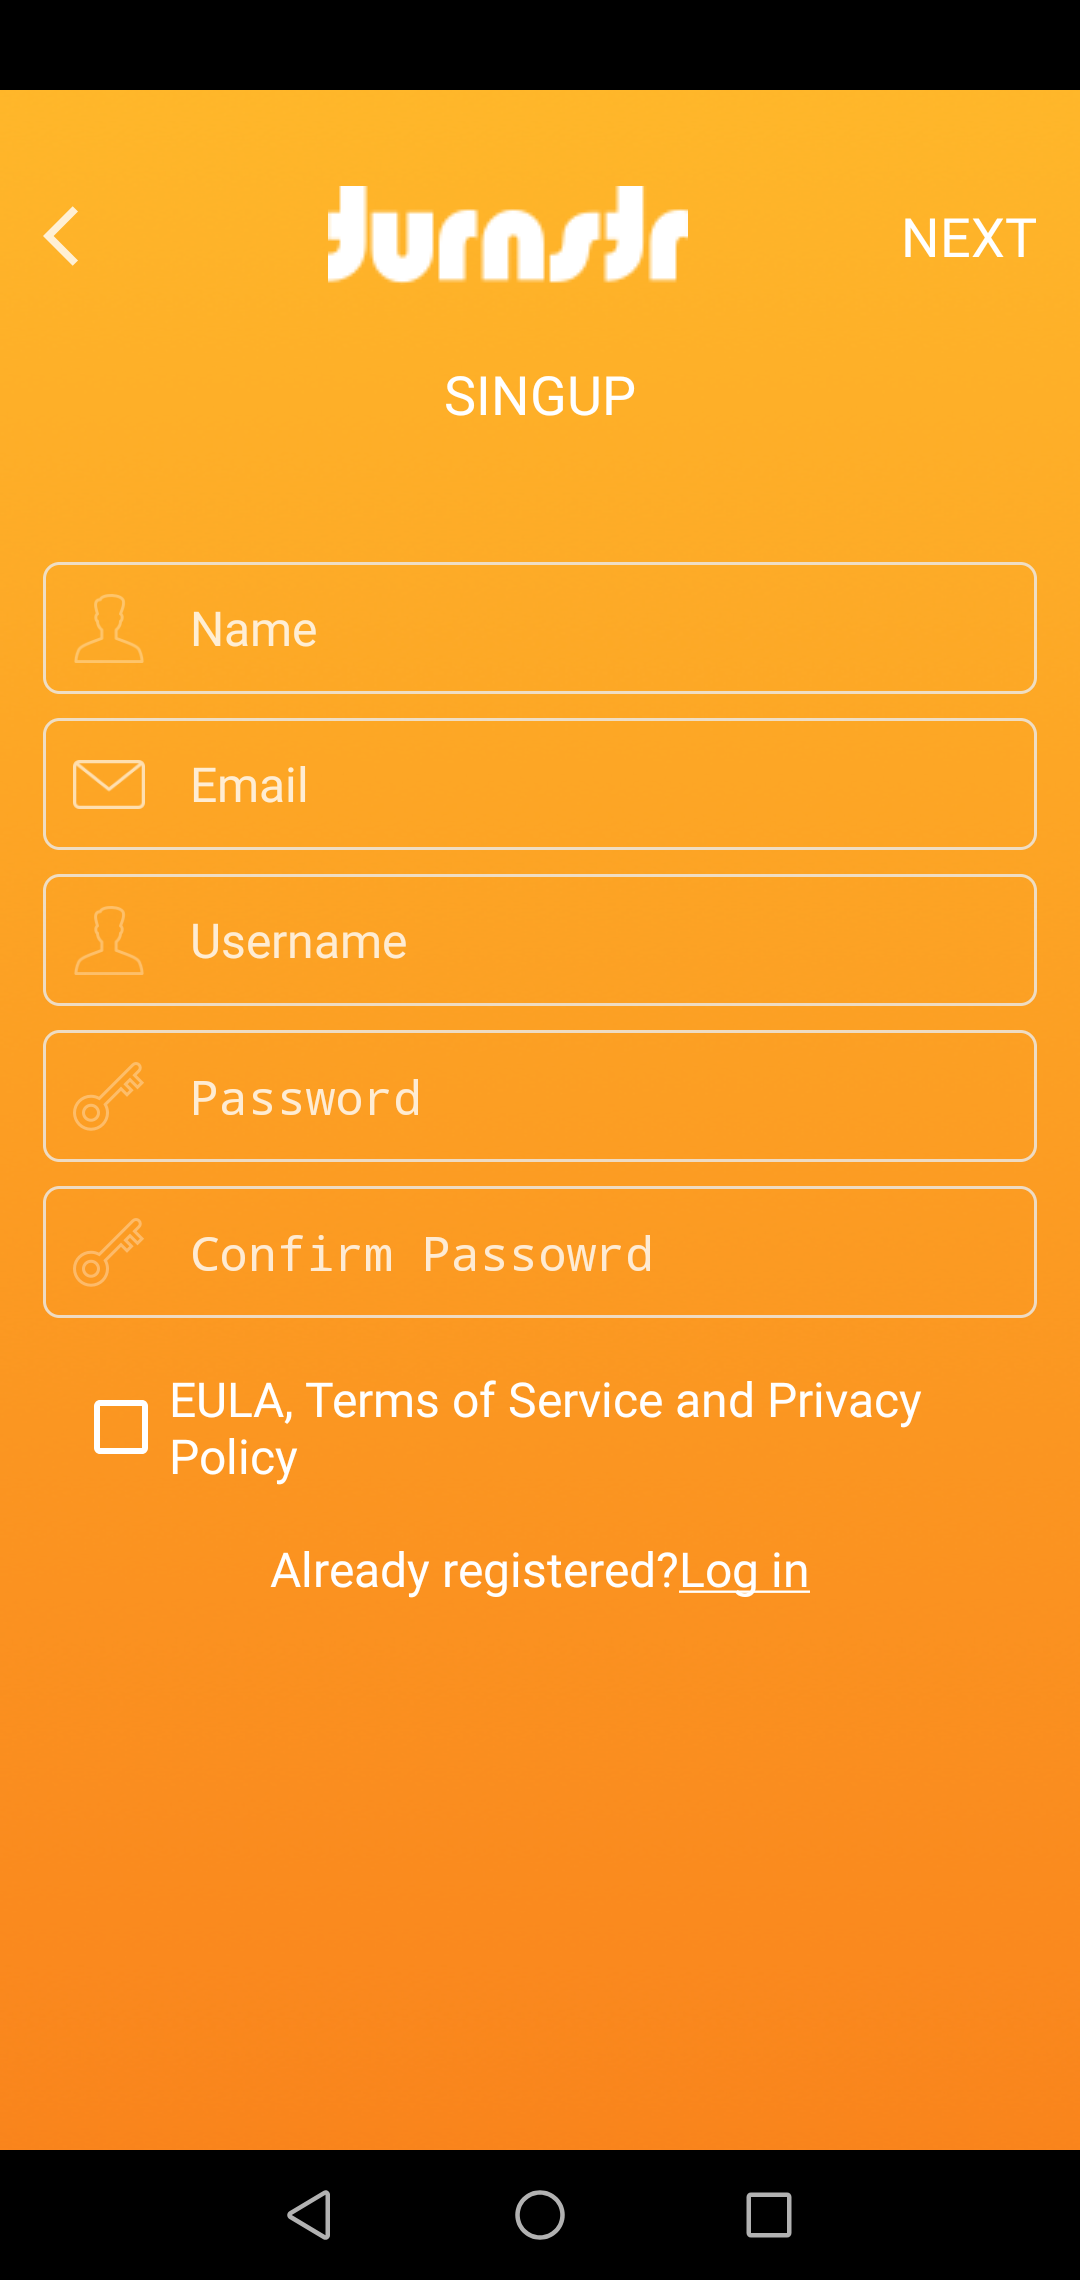 turnstr
NEXT
SINGUP
Name
Email
Username
Password
Confirm Passowrd
EULA, Terms of Service and Privacy
Policy
Already registered?Log in